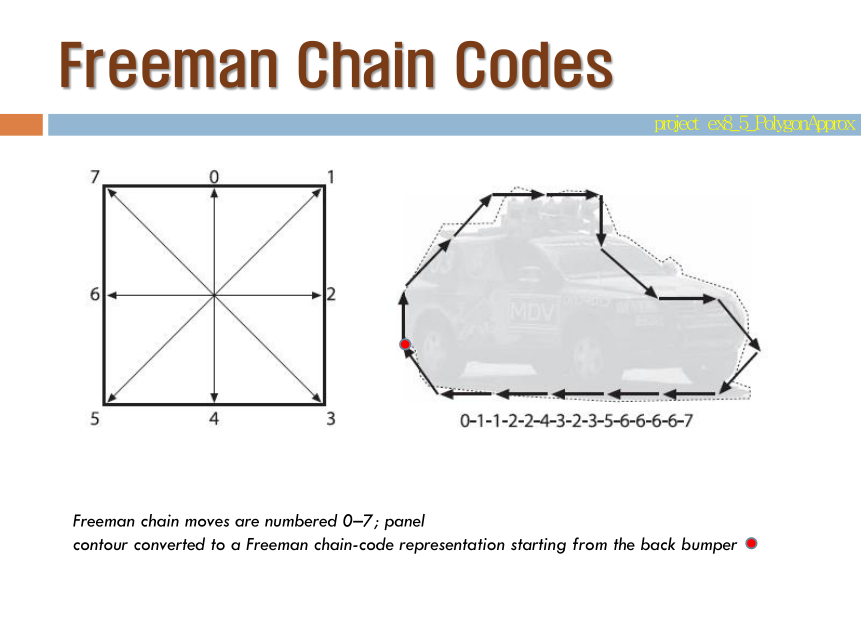 Freeman Chain Codes
project ex8_5_PolygonApprox
7 0 1
6 2
5 4 3
MDV
0-1-1-2-2-4-3-2-3-5-6-6-6-6-7
Freeman chain moves are numbered 0–7; panel
contour converted to a Freeman chain-code representation starting from the back bumper